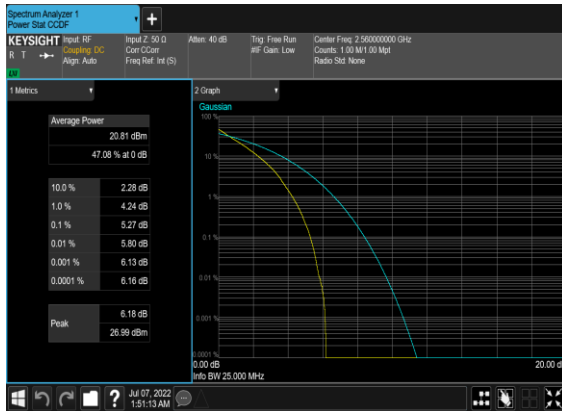 Spectrum Analyzer 1
Power Stat CCDF
KEYSIGHT
R T
LXI
Input: RF
Coupling: DC
Align: Auto
Input Z: 50 Ω
Corr CCorr
Freq Ref: Int (S)
Atten: 40 dB
Trig: Free Run
#IF Gain: Low
Center Freq: 2.560000000 GHz
Counts: 1.00 M/1.00 Mpt
Radio Std: None
1 Metrics
Average Power
20.81 dBm
47.08 % at 0 dB
10.0 % 2.28 dB
1.0 % 4.24 dB
0.1 % 5.27 dB
0.01 % 5.80 dB
0.001 % 6.13 dB
0.0001 % 6.16 dB
Peak
6.18 dB
26.99 dBm
2 Graph
Gaussian
100 %
10 %
1 %
0.1 %
0.01 %
0.001 %
0.0001 %
0.00 dB
20.00 d
Info BW 25.000 MHz
?
Jul 07, 2022
1:51:13 AM